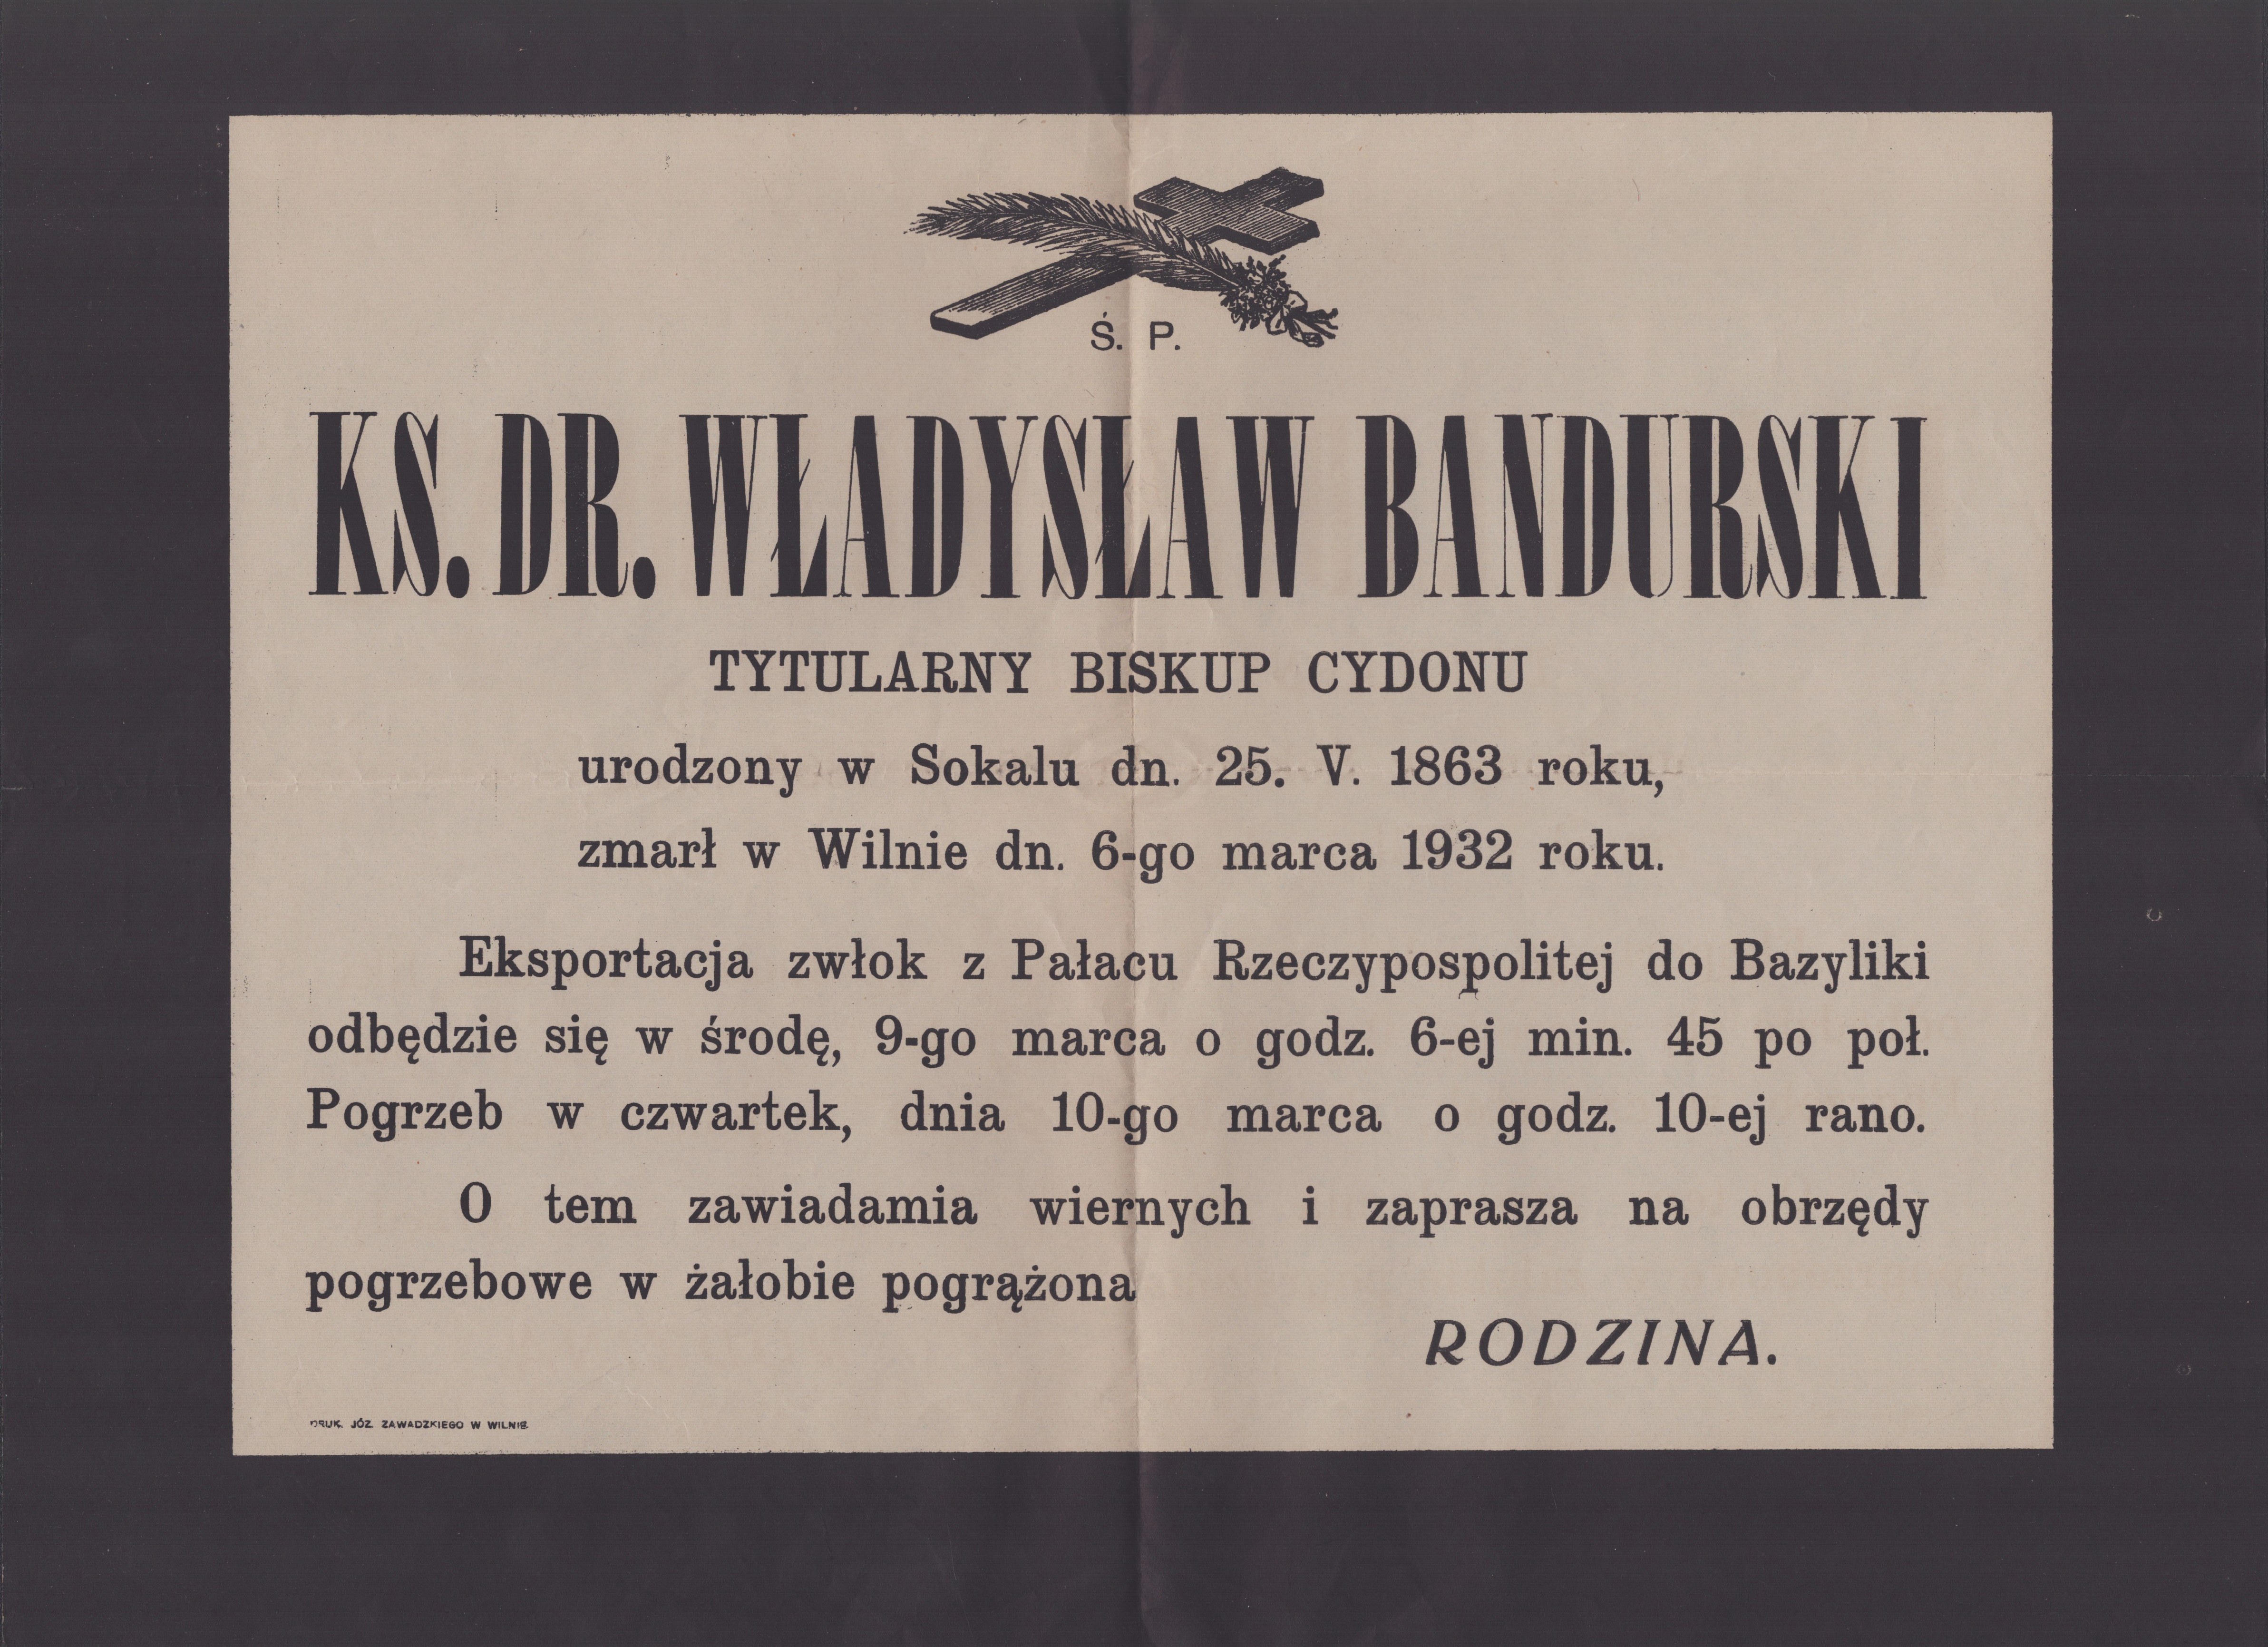 Ś. P.
KS. DR. WŁADYSŁAW BANDURSKI
TYTULARNY BISKUP CYDONU
urodzony w Sokalu dn. 25. V. 1863 roku,
zmarł w Wilnie dn. 6-go marca 1932 roku.
Eksportacja zwłok z Pałacu Rzeczypospolitej do Bazyliki
odbędzie się w środę, 9-go marca o godz. 6-ej min. 45 po poł.
Pogrzeb w czwartek, dnia 10-go marca o godz. 10-ej rano.
O tem zawiadamia wiernych i zaprasza na obrzędy
pogrzebowe w żałobie pogrążona
RODZINA.
DRUK. JÓZ. ZAWADZKIEGO W WILNIE